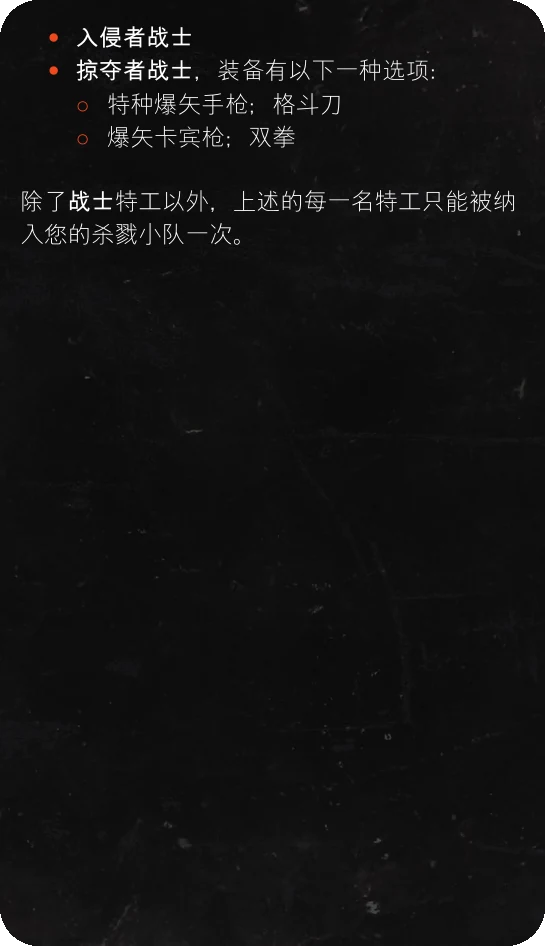 • 入侵者战士
• 掠夺者战士，装备有以下一种选项:
○ 特种爆矢手枪；格斗刀
○ 爆矢卡宾枪；双拳
除了战士特工以外，上述的每一名特工只能被纳
入您的杀戮小队一次。